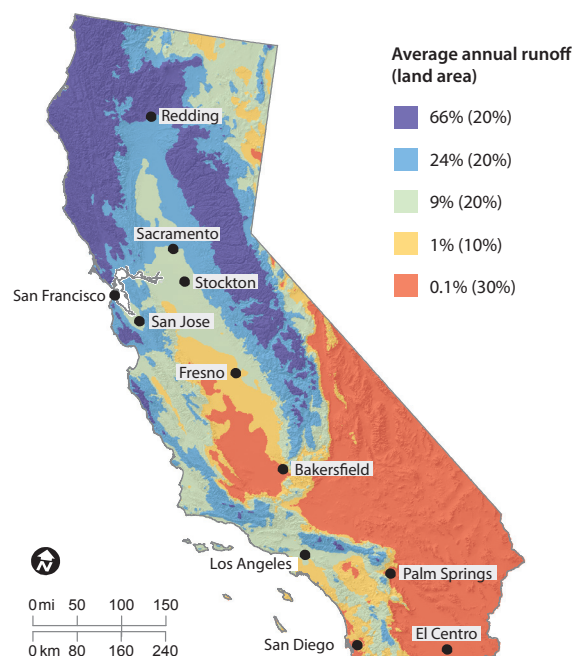 Average annual runoff
(land area)
66% (20%)
24% (20%)
9% (20%)
1% (10%)
0.1% (30%)
Redding
Sacramento
Stockton
San Francisco
San Jose
Fresno
Bakersfield
Los Angeles
Palm Springs
San Diego
El Centro
N
0 mi 50 100 150
0 km 80 160 240